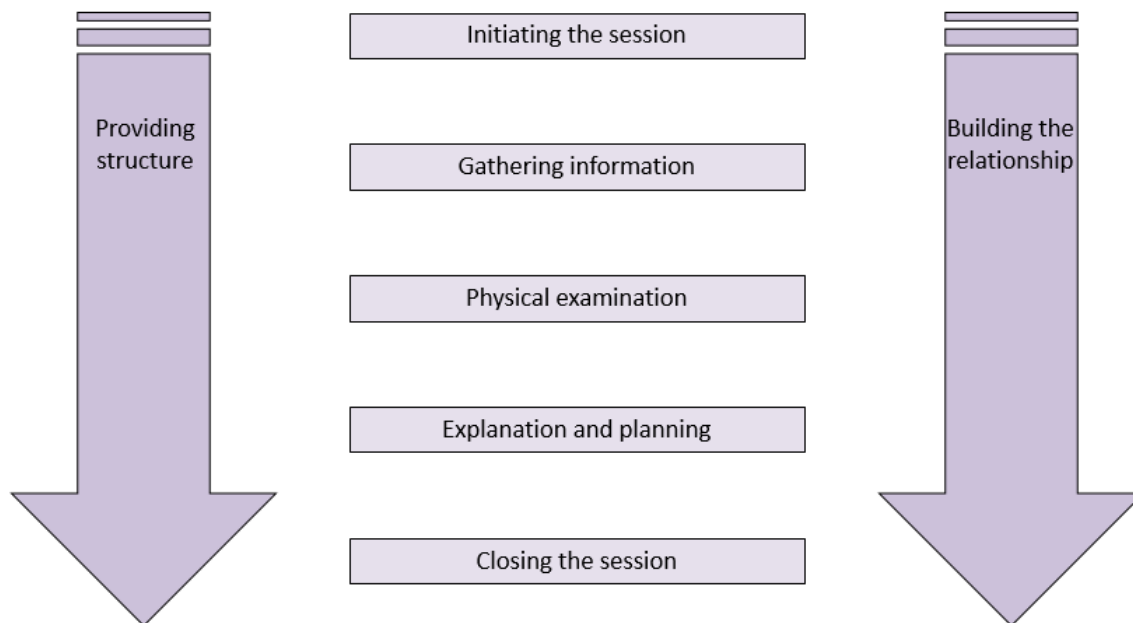 Initiating the session
Providing
structure
Building the
relationship
Gathering information
Physical examination
Explanation and planning
Closing the session